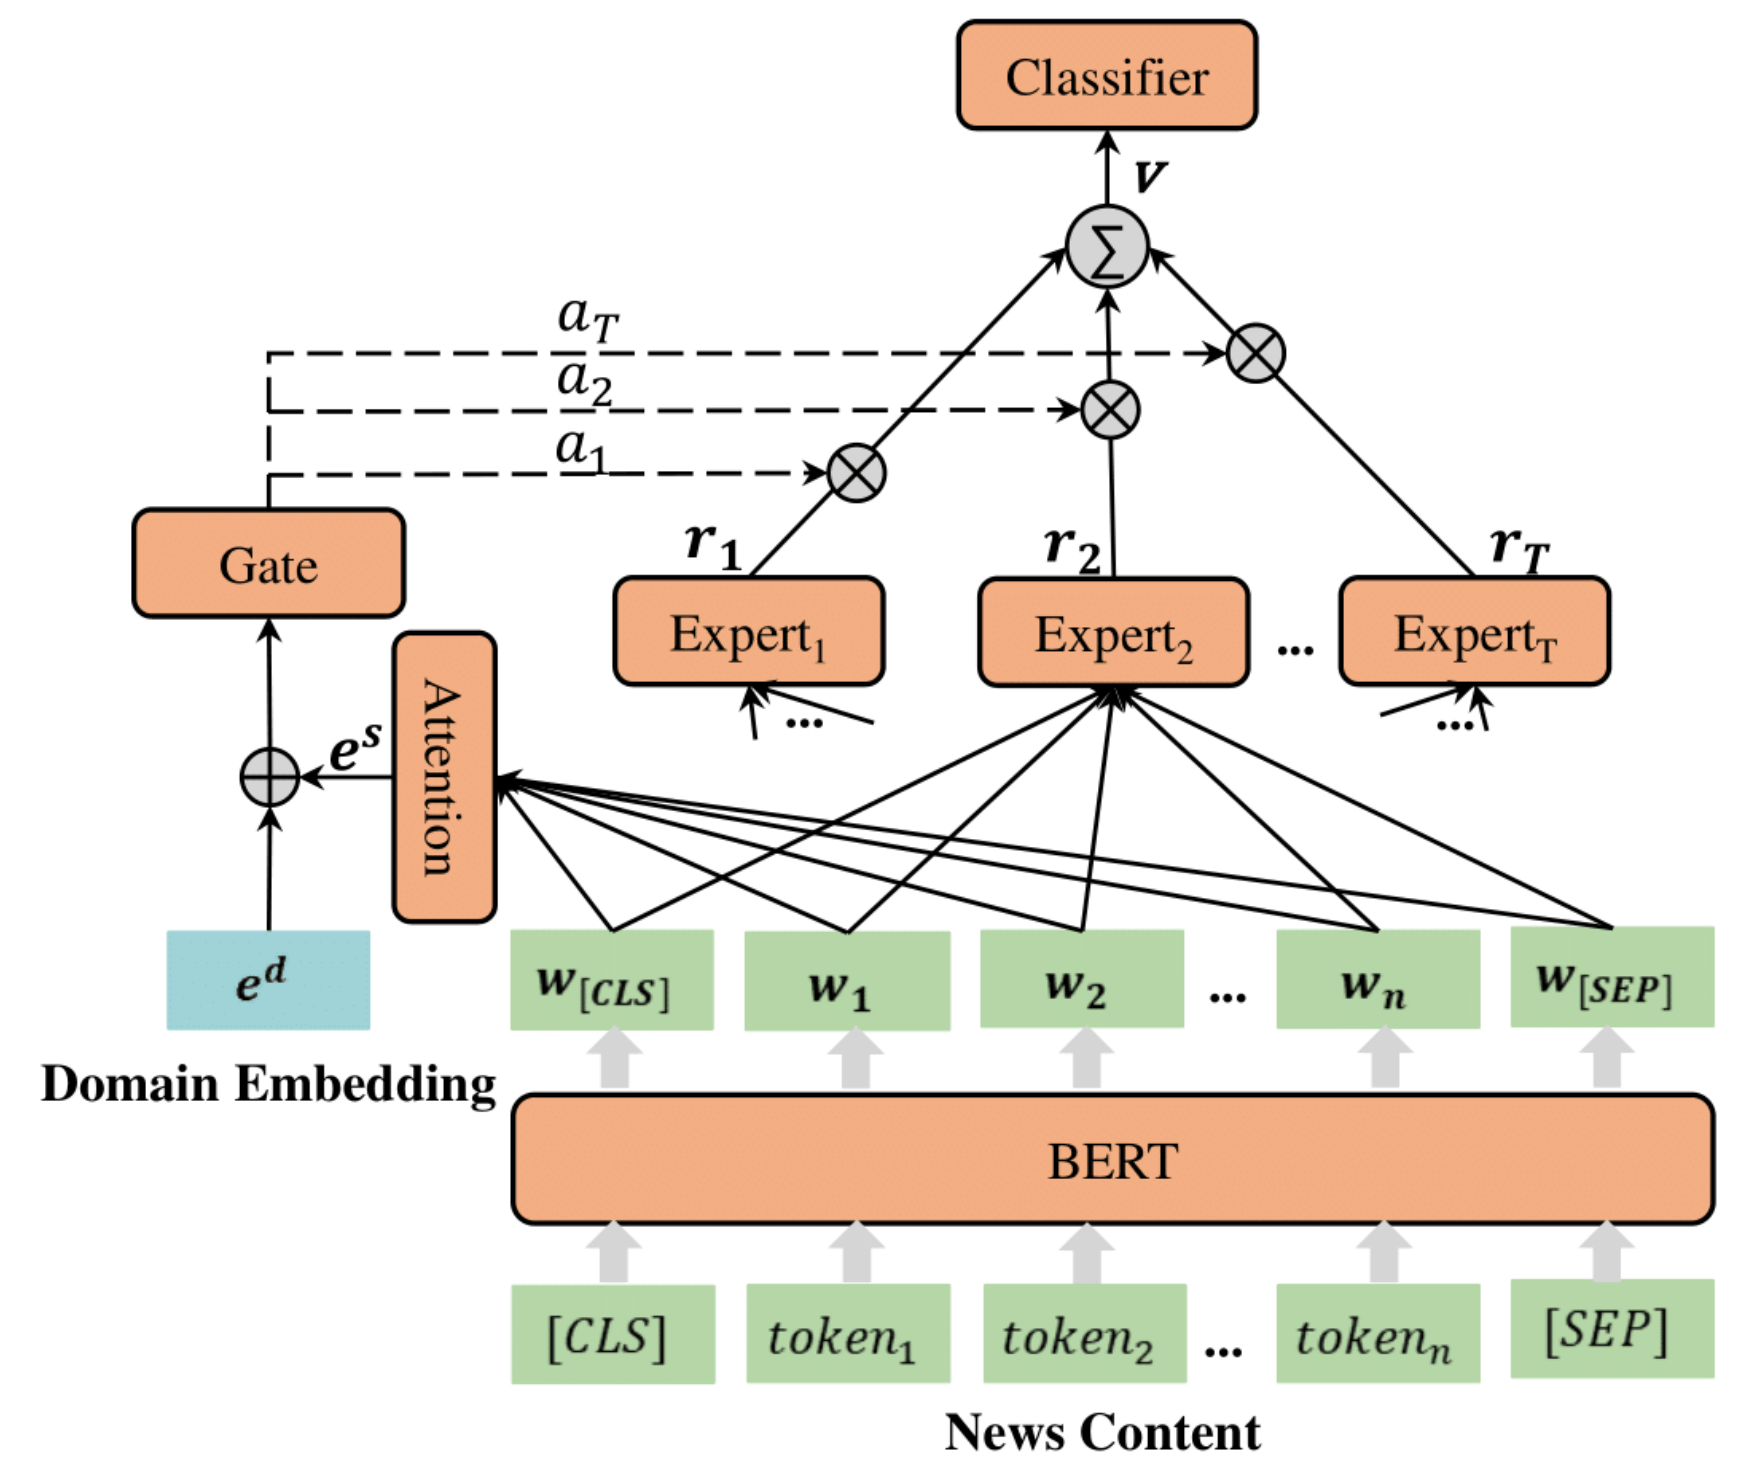 Classifier
v
∑
a_T
a_2
a_1
Gate
r_1
r_2
r_T
Expert_1
Expert_2
...
Expert_T
...
...
Attention
e^s
e^d
w_[CLS]
w_1
w_2
...
w_n
w_[SEP]
Domain Embedding
BERT
[CLS]
token_1
token_2
...
token_n
[SEP]
News Content